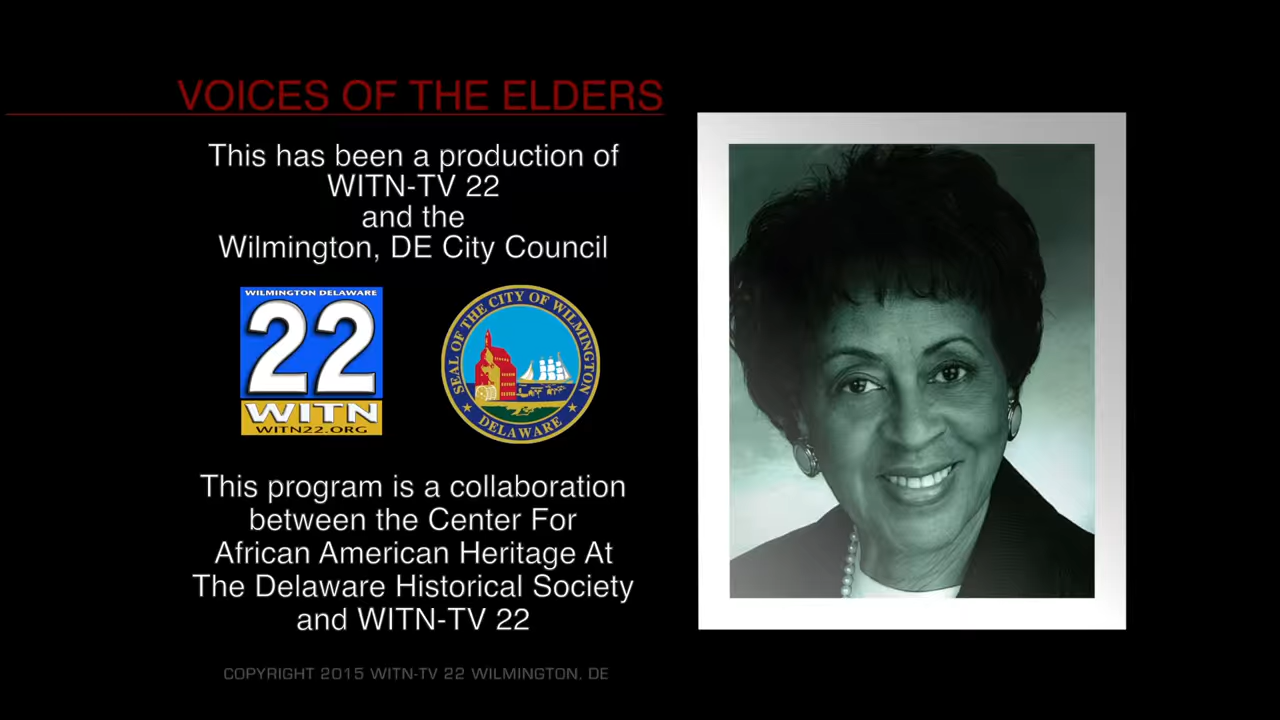 VOICES OF THE ELDERS
This has been a production of
WITN-TV 22
and the
Wilmington, DE City Council
WILMINGTON DELAWARE
22
WITN
WITN22.ORG
SEAL OF THE CITY OF WILMINGTON
DELAWARE
This program is a collaboration
between the Center For
African American Heritage At
The Delaware Historical Society
and WITN-TV 22
COPYRIGHT 2015 WITN-TV 22 WILMINGTON, DE